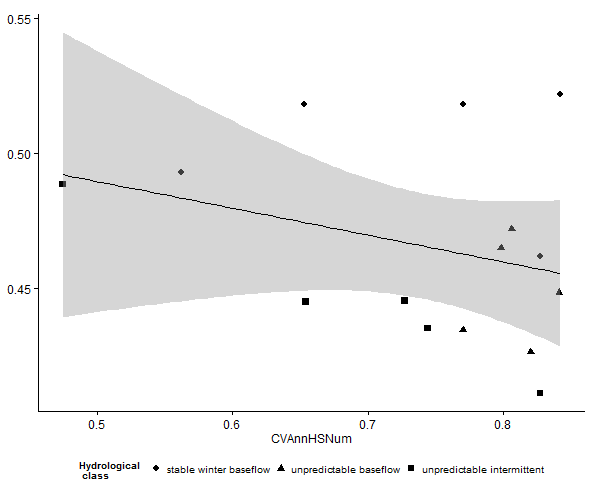 0.55
0.50
0.45
0.5 0.6 0.7 0.8
CVAnnHSNum
Hydrological class stable winter baseflow unpredictable baseflow unpredictable intermittent